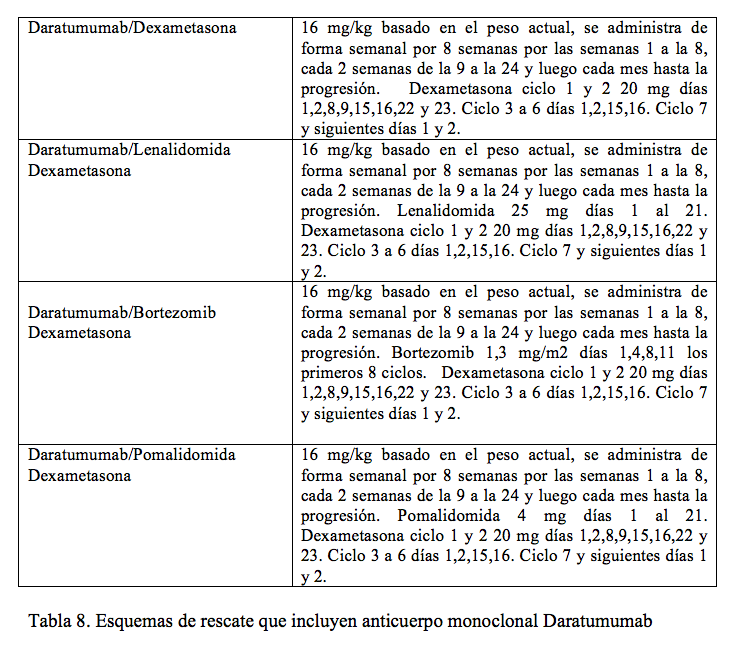 Daratumumab/Dexametasona
16 mg/kg basado en el peso actual, se administra de
forma semanal por 8 semanas por las semanas 1 a la 8,
cada 2 semanas de la 9 a la 24 y luego cada mes hasta la
progresión. Dexametasona ciclo 1 y 2 20 mg días
1,2,8,9,15,16,22 y 23. Ciclo 3 a 6 días 1,2,15,16. Ciclo 7
y siguientes días 1 y 2.
Daratumumab/Lenalidomida
Dexametasona
16 mg/kg basado en el peso actual, se administra de
forma semanal por 8 semanas por las semanas 1 a la 8,
cada 2 semanas de la 9 a la 24 y luego cada mes hasta la
progresión. Lenalidomida 25 mg días 1 al 21.
Dexametasona ciclo 1 y 2 20 mg días 1,2,8,9,15,16,22 y
23. Ciclo 3 a 6 días 1,2,15,16. Ciclo 7 y siguientes días 1
y 2.
Daratumumab/Bortezomib
Dexametasona
16 mg/kg basado en el peso actual, se administra de
forma semanal por 8 semanas por las semanas 1 a la 8,
cada 2 semanas de la 9 a la 24 y luego cada mes hasta la
progresión. Bortezomib 1,3 mg/m2 días 1,4,8,11 los
primeros 8 ciclos. Dexametasona ciclo 1 y 2 20 mg días
1,2,8,9,15,16,22 y 23. Ciclo 3 a 6 días 1,2,15,16. Ciclo 7
y siguientes días 1 y 2.
Daratumumab/Pomalidomida
Dexametasona
16 mg/kg basado en el peso actual, se administra de
forma semanal por 8 semanas por las semanas 1 a la 8,
cada 2 semanas de la 9 a la 24 y luego cada mes hasta la
progresión. Pomalidomida 4 mg días 1 al 21.
Dexametasona ciclo 1 y 2 20 mg días 1,2,8,9,15,16,22 y
23. Ciclo 3 a 6 días 1,2,15,16. Ciclo 7 y siguientes días 1
y 2.
Tabla 8. Esquemas de rescate que incluyen anticuerpo monoclonal Daratumumab